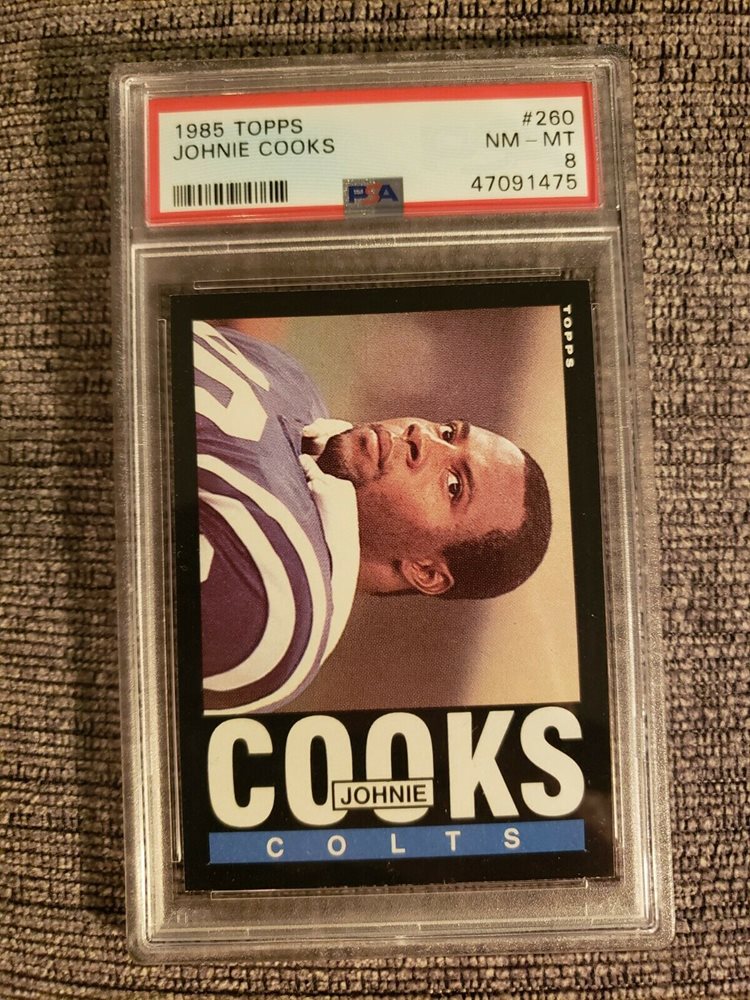 1985 TOPPS #260
JOHNIE COOKS NM - MT
8
PSA 47091475
TOPPS
COOKS
JOHNIE
COLTS